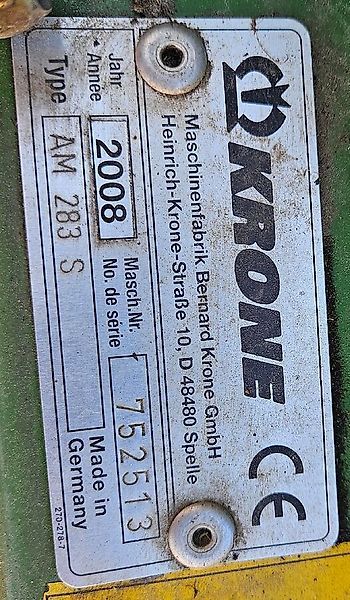 KRONE CE
Maschinenfabrik Bernard Krone GmbH
Heinrich-Krone-Straße 10, D 48480 Spelle
Jahr
Année 2008 Masch.Nr.
No. de série 752513
Type AM 283 S Made in
Germany
270-278-7